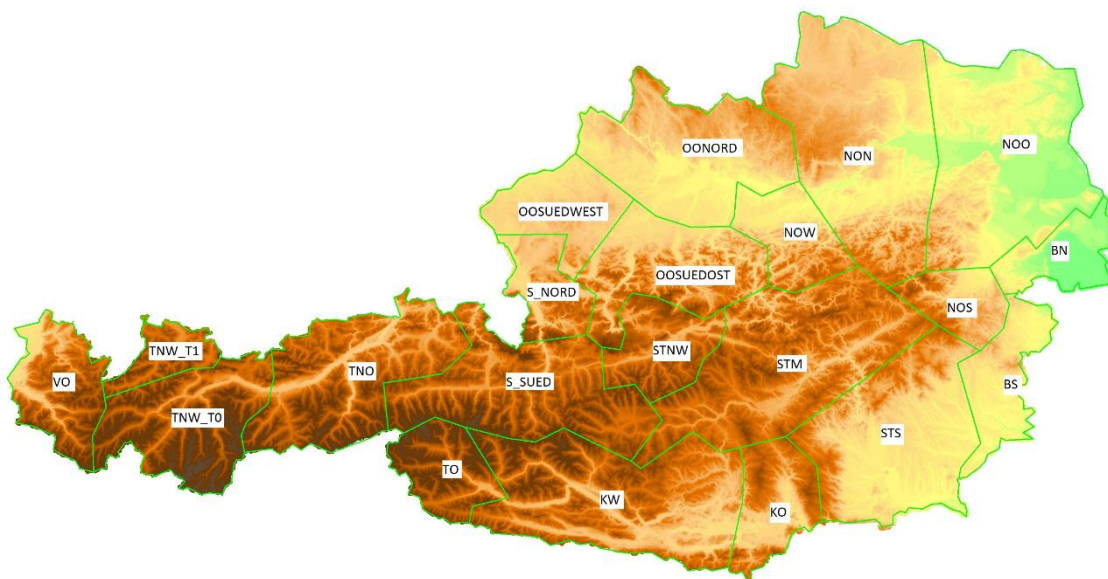 OONORD
NON
NOO
OOSUEDWEST
NOW
BN
OOSUEDOST
S_NORD
NOS
TNW_T1
STNW
VO
TNO
S_SUED
STM
BS
TNW_T0
STS
TO
KW
KO